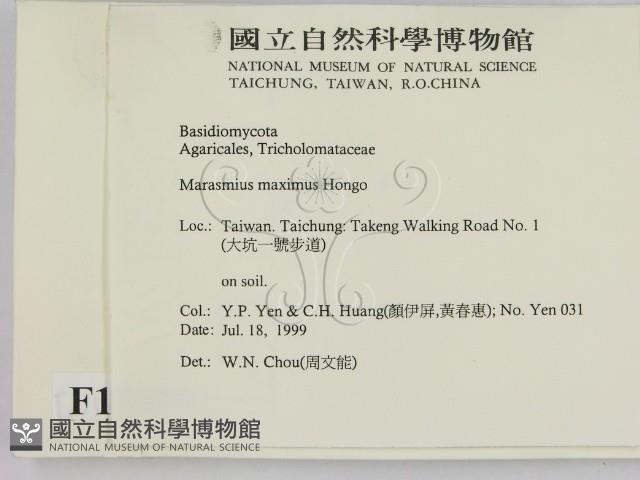 國立自然科學博物館
NATIONAL MUSEUM OF NATURAL SCIENCE
TAICHUNG, TAIWAN, R.O.CHINA
Basidiomycota
Agaricales, Tricholomataceae
Marasmius maximus Hongo
Loc.: Taiwan. Taichung: Takeng Walking Road No. 1
(大坑一號步道)
on soil.
Col.: Y.P. Yen & C.H. Huang(顏伊屏,黃春惠); No. Yen 031
Date: Jul. 18, 1999
Det.: W.N. Chou(周文能)
F1
國立自然科學博物館
NATIONAL MUSEUM OF NATURAL SCIENCE